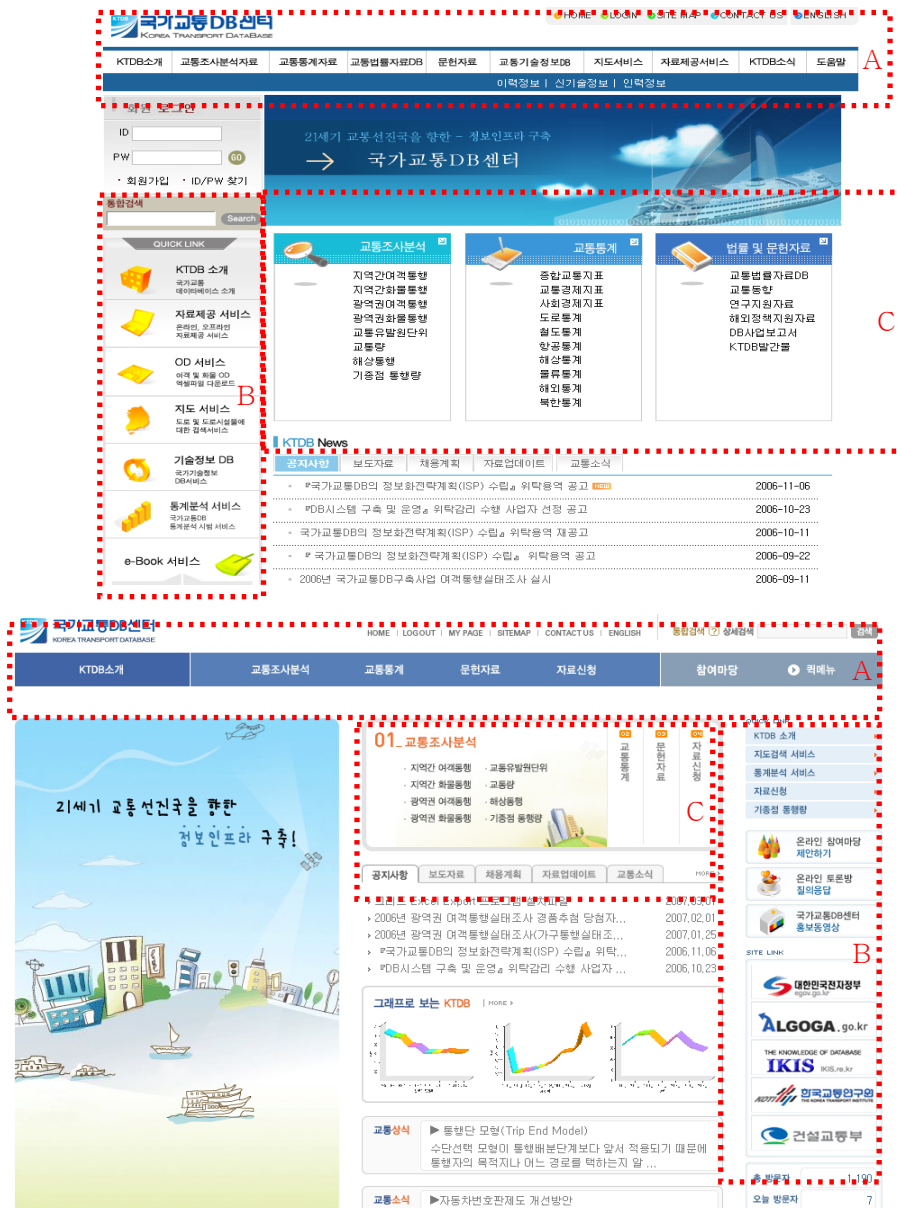 국가교통DB센터
KOREA TRANSPORT DATABASE
HOME LOGIN SITE MAP CONTACT US ENGLISH
KTDB소개 교통조사분석자료 교통통계자료 교통법률자료DB 문헌자료 교통기술정보DB 지도서비스 자료제공서비스 KTDB소식 도움말
A
이력정보 | 신기술정보 | 인력정보
회원 로그인
ID
PW GO
· 회원가입 · ID/PW 찾기
21세기 교통선진국을 향한 - 정보인프라 구축
→ 국가교통DB센터
통합검색
Search
QUICK LINK
KTDB 소개
국가교통
데이터베이스 소개
자료제공 서비스
온라인, 오프라인
자료제공 서비스
OD 서비스
여객 및 화물 OD
엑셀파일 다운로드
B
지도 서비스
도로 및 도로시설물에
대한 검색서비스
기술정보 DB
국가기술정보
DB서비스
통계분석 서비스
국가교통DB
통계분석 시범 서비스
e-Book 서비스
교통조사분석
지역간여객통행
지역간화물통행
광역권여객통행
광역권화물통행
교통유발원단위
교통량
해상통행
기종점 통행량
교통통계
종합교통지표
교통경제지표
사회경제지표
도로통계
철도통계
항공통계
해상통계
물류통계
해외통계
북한통계
법률 및 문헌자료
교통법률자료DB
교통동향
연구지원자료
해외정책지원자료
DB사업보고서
KTDB발간물
C
KTDB News
공지사항 보도자료 채용계획 자료업데이트 교통소식
◦ 『국가교통DB의 정보화전략계획(ISP) 수립』 위탁용역 공고 NEW 2006-11-06
◦ 『DB시스템 구축 및 운영』 위탁감리 수행 사업자 선정 공고 2006-10-23
◦ 국가교통DB의 정보화전략계획(ISP) 수립』 위탁용역 재공고 2006-10-11
◦ 『 국가교통DB의 정보화전략계획(ISP) 수립』 위탁용역 공고 2006-09-22
◦ 2006년 국가교통DB구축사업 여객통행실태조사 실시 2006-09-11
국가교통DB센터
KOREA TRANSPORT DATABASE
HOME | LOGOUT | MY PAGE | SITEMAP | CONTACT US | ENGLISH 통합검색 ? 상세검색 검색
KTDB소개 교통조사분석 교통통계 문헌자료 자료신청 참여마당 퀵메뉴
A
21세기 교통선진국을 향한
정보인프라 구축!
01_교통조사분석
· 지역간 여객통행 · 교통유발원단위
· 지역간 화물통행 · 교통량
· 광역권 여객통행 · 해상통행
· 광역권 화물통행 · 기종점 통행량
02 교통통계
03 문헌자료
04 자료신청
C
공지사항 보도자료 채용계획 자료업데이트 교통소식 MORE
› 그리드 Excel Export 프로그램 설치파일 2007,03,01
› 2006년 광역권 여객통행실태조사 경품추첨 당첨자... 2007,02,01
› 2006년 광역권 여객통행실태조사(가구통행실태조... 2007,01,25
› 『국가교통DB의 정보화전략계획(ISP) 수립』 위탁... 2006,11,06
› 『DB시스템 구축 및 운영』 위탁감리 수행 사업자 ... 2006,10,23
그래프로 보는 KTDB | MORE ›
교통상식 ▶ 통행단 모형(Trip End Model)
수단선택 모형이 통행배분단계보다 앞서 적용되기 때문에
통행자의 목적지나 어느 경로를 택하는지 알 ...
교통소식 ▶자동차번호판제도 개선방안
QUICK LINK
KTDB 소개
지도검색 서비스
통계분석 서비스
자료신청
기종점 통행량
온라인 참여마당
제안하기
온라인 토론방
질의응답
국가교통DB센터
홍보동영상
SITE LINK
B
대한민국전자정부
egov.go.kr
ALGOGA.go.kr
THE KNOWLEDGE OF DATABASE
IKIS IKIS.re.kr
KOTI 한국교통연구원
THE KOREA TRANSPORT INSTITUTE
건설교통부
총 방문자 1,190
오늘 방문자 7